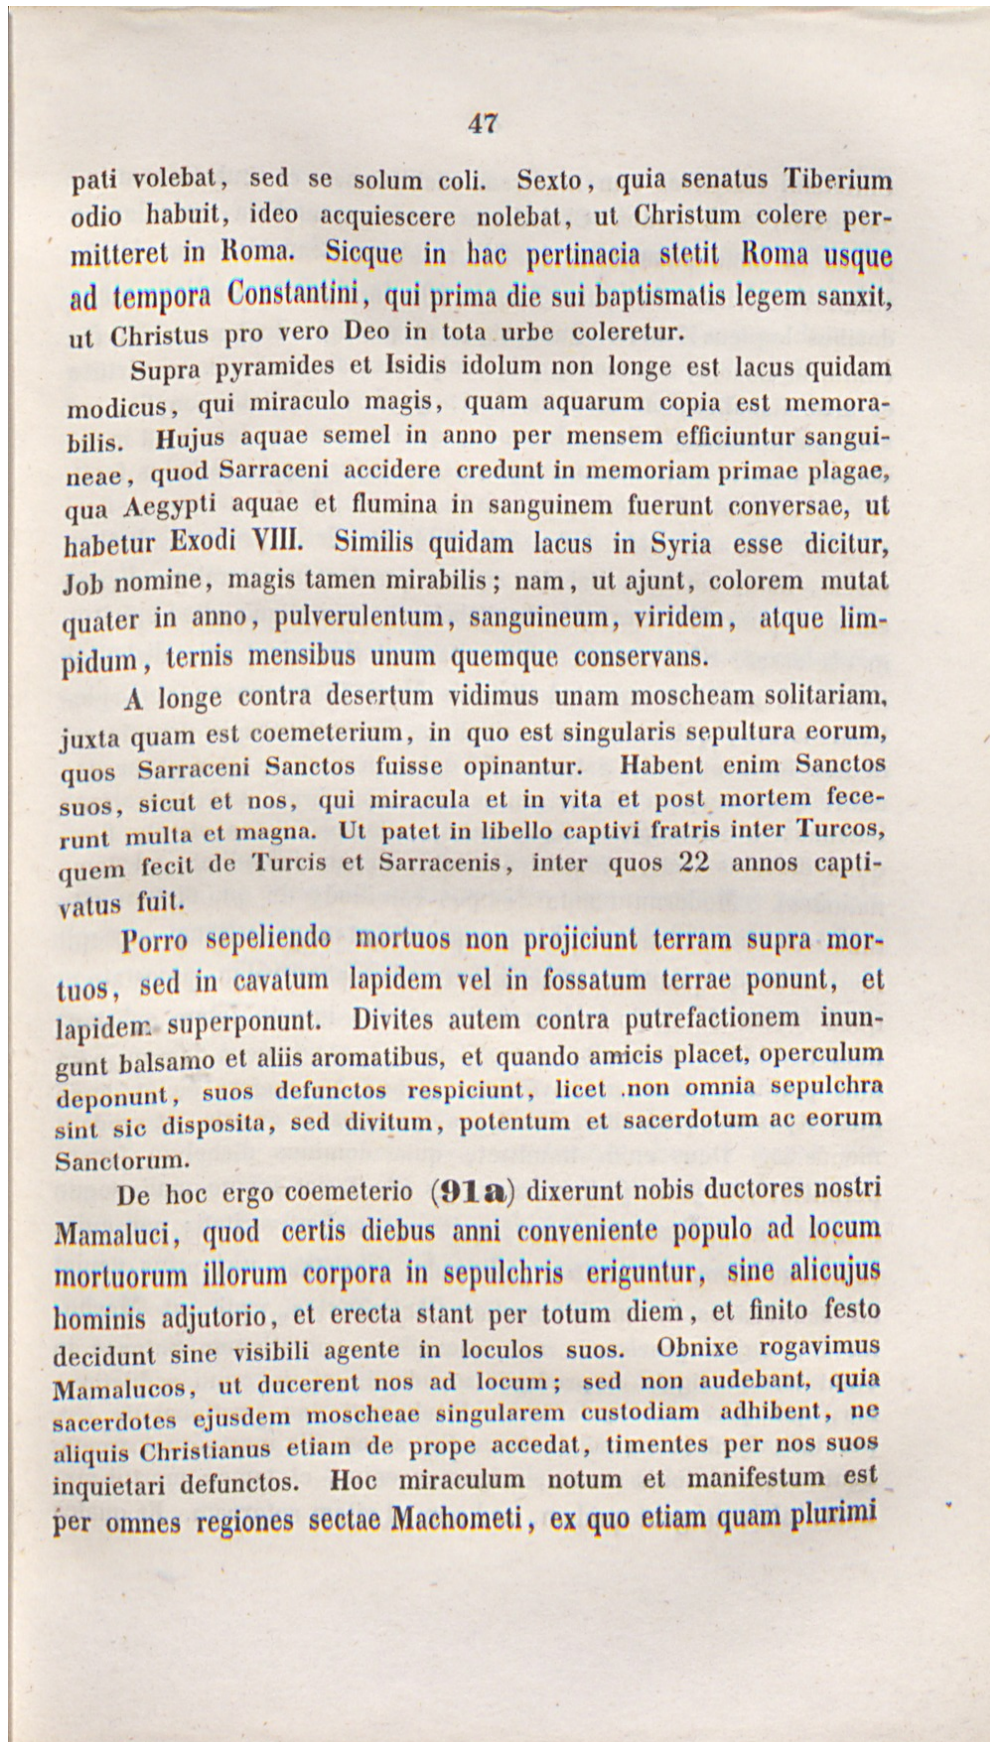 47
pati volebat, sed se solum coli. Sexto, quia senatus Tiberium
odio habuit, ideo acquiescere nolebat, ut Christum colere per-
mitteret in Roma. Sicque in hac pertinacia stetit Roma usque
ad tempora Constantini, qui prima die sui baptismatis legem sanxit,
ut Christus pro vero Deo in tota urbe coleretur.
Supra pyramides et Isidis idolum non longe est lacus quidam
modicus, qui miraculo magis, quam aquarum copia est memora-
bilis. Hujus aquae semel in anno per mensem efficiuntur sangui-
neae, quod Sarraceni accidere credunt in memoriam primae plagae,
qua Aegypti aquae et flumina in sanguinem fuerunt conversae, ut
habetur Exodi VIII. Similis quidam lacus in Syria esse dicitur,
Job nomine, magis tamen mirabilis; nam, ut ajunt, colorem mutat
quater in anno, pulverulentum, sanguineum, viridem, atque lim-
pidum, ternis mensibus unum quemque conservans.
A longe contra desertum vidimus unam moscheam solitariam,
juxta quam est coemeterium, in quo est singularis sepultura eorum,
quos Sarraceni Sanctos fuisse opinantur. Habent enim Sanctos
suos, sicut et nos, qui miracula et in vita et post mortem fece-
runt multa et magna. Ut patet in libello captivi fratris inter Turcos,
quem fecit de Turcis et Sarracenis, inter quos 22 annos capti-
vatus fuit.
Porro sepeliendo mortuos non projiciunt terram supra mor-
tuos, sed in cavatum lapidem vel in fossatum terrae ponunt, et
lapidem superponunt. Divites autem contra putrefactionem inun-
gunt balsamo et aliis aromatibus, et quando amicis placet, operculum
deponunt, suos defunctos respiciunt, licet .non omnia sepulchra
sint sic disposita, sed divitum, potentum et sacerdotum ac eorum
Sanctorum.
De hoc ergo coemeterio (91a) dixerunt nobis ductores nostri
Mamaluci, quod certis diebus anni conveniente populo ad locum
mortuorum illorum corpora in sepulchris eriguntur, sine alicujus
hominis adjutorio, et erecta stant per totum diem, et finito festo
decidunt sine visibili agente in loculos suos. Obnixe rogavimus
Mamalucos, ut ducerent nos ad locum; sed non audebant, quia
sacerdotes ejusdem moscheae singularem custodiam adhibent, ne
aliquis Christianus etiam de prope accedat, timentes per nos suos
inquietari defunctos. Hoc miraculum notum et manifestum est
per omnes regiones sectae Machometi, ex quo etiam quam plurimi